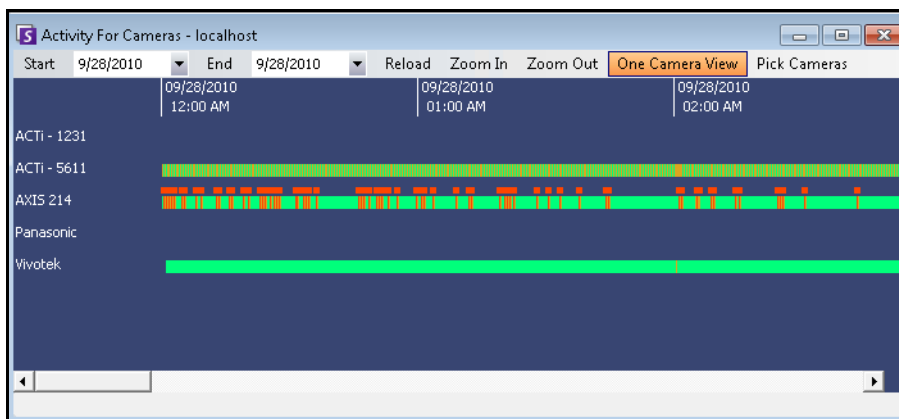 Activity For Cameras - localhost
Start 9/28/2010 End 9/28/2010 Reload Zoom In Zoom Out One Camera View Pick Cameras
09/28/2010 09/28/2010 09/28/2010
12:00 AM 01:00 AM 02:00 AM
ACTi - 1231
ACTi - 5611
AXIS 214
Panasonic
Vivotek